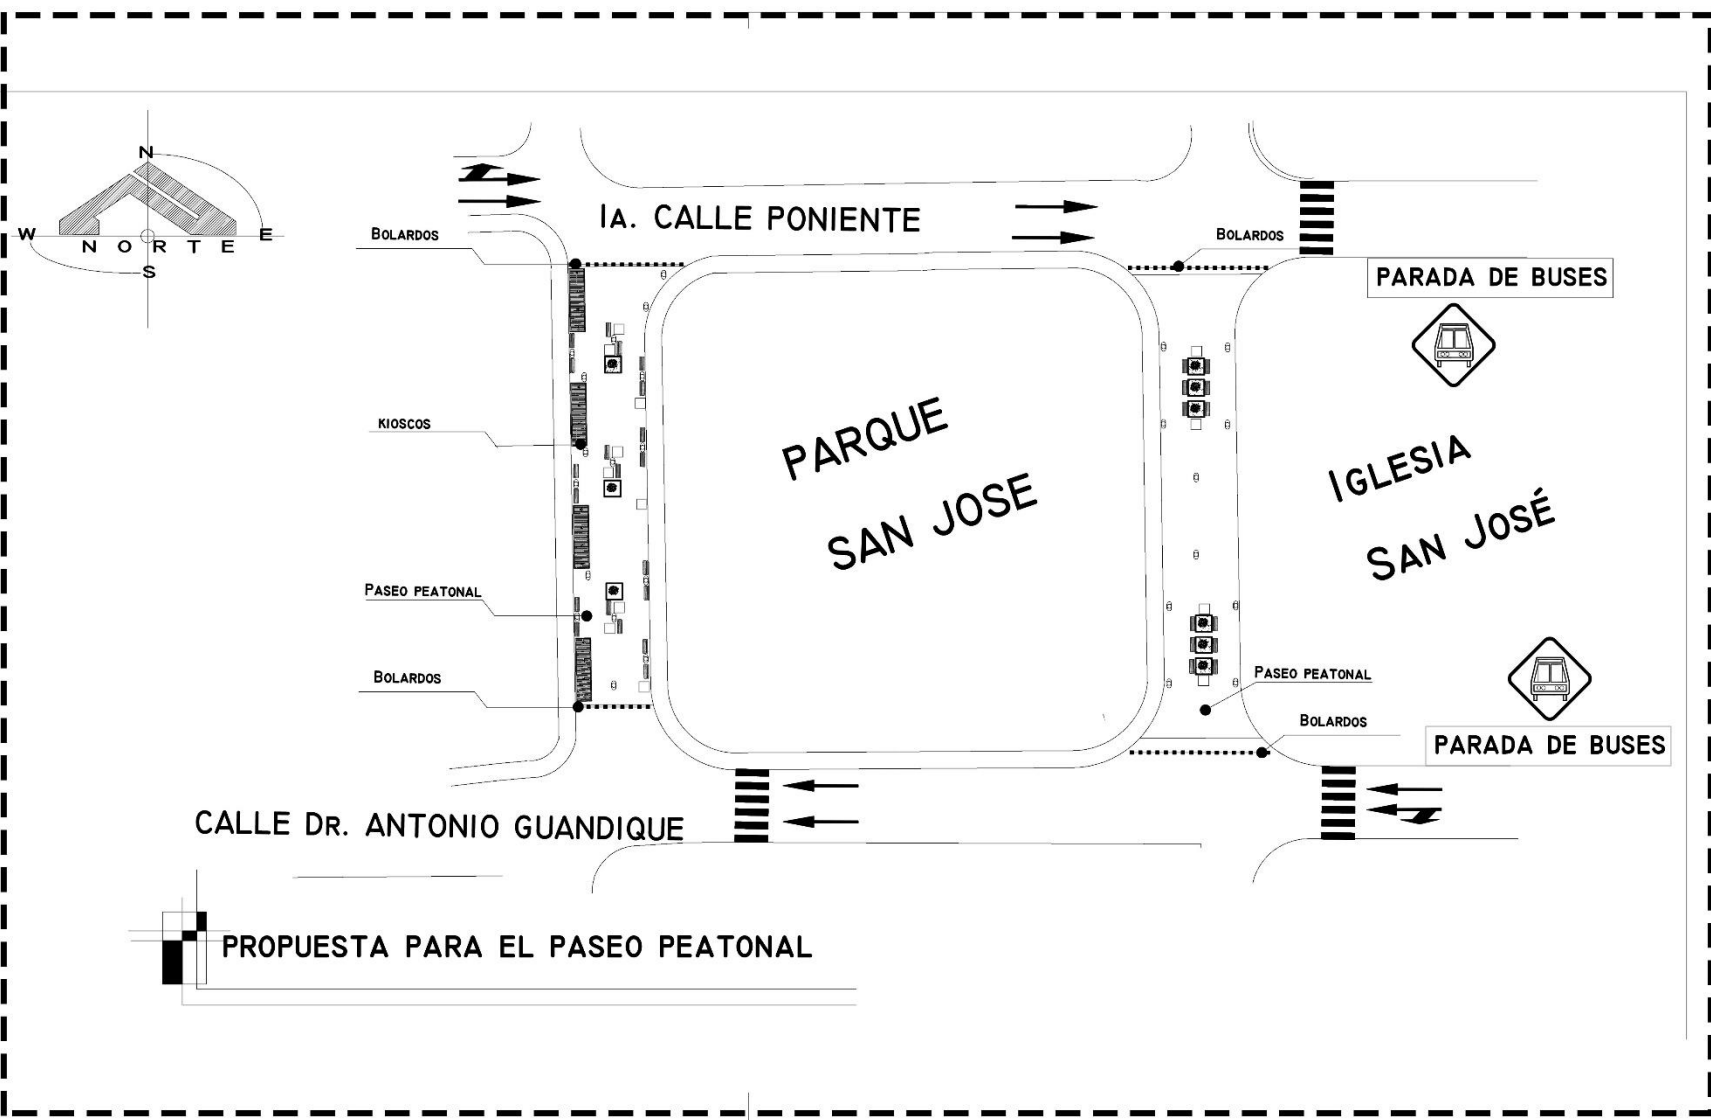 N
W NORTE E
S
1A. CALLE PONIENTE
BOLARDOS
BOLARDOS
PARADA DE BUSES
KIOSCOS
PARQUE
SAN JOSE
IGLESIA
SAN JOSÉ
PASEO PEATONAL
BOLARDOS
PASEO PEATONAL
BOLARDOS
PARADA DE BUSES
CALLE DR. ANTONIO GUANDIQUE
PROPUESTA PARA EL PASEO PEATONAL